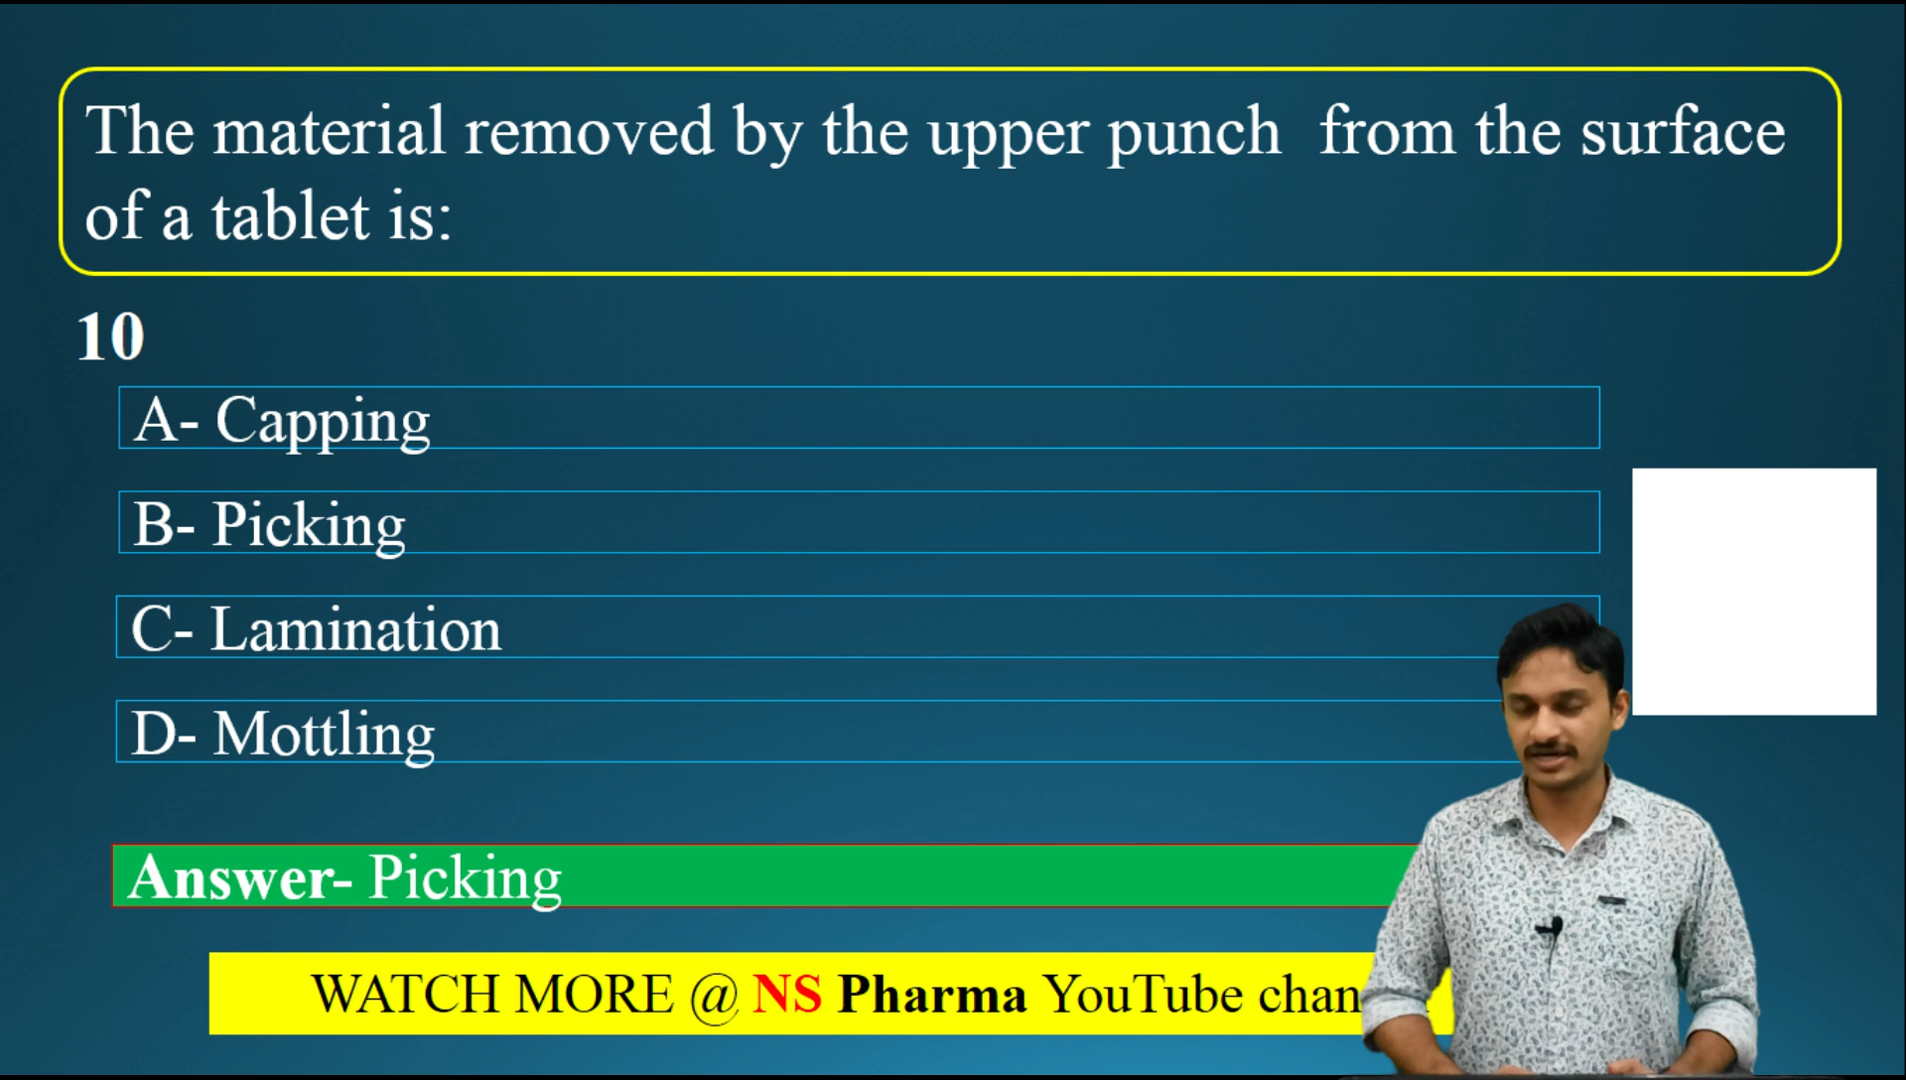 The material removed by the upper punch from the surface
of a tablet is:
10
A- Capping
B- Picking
C- Lamination
D- Mottling
Answer- Picking
WATCH MORE @ NS Pharma YouTube